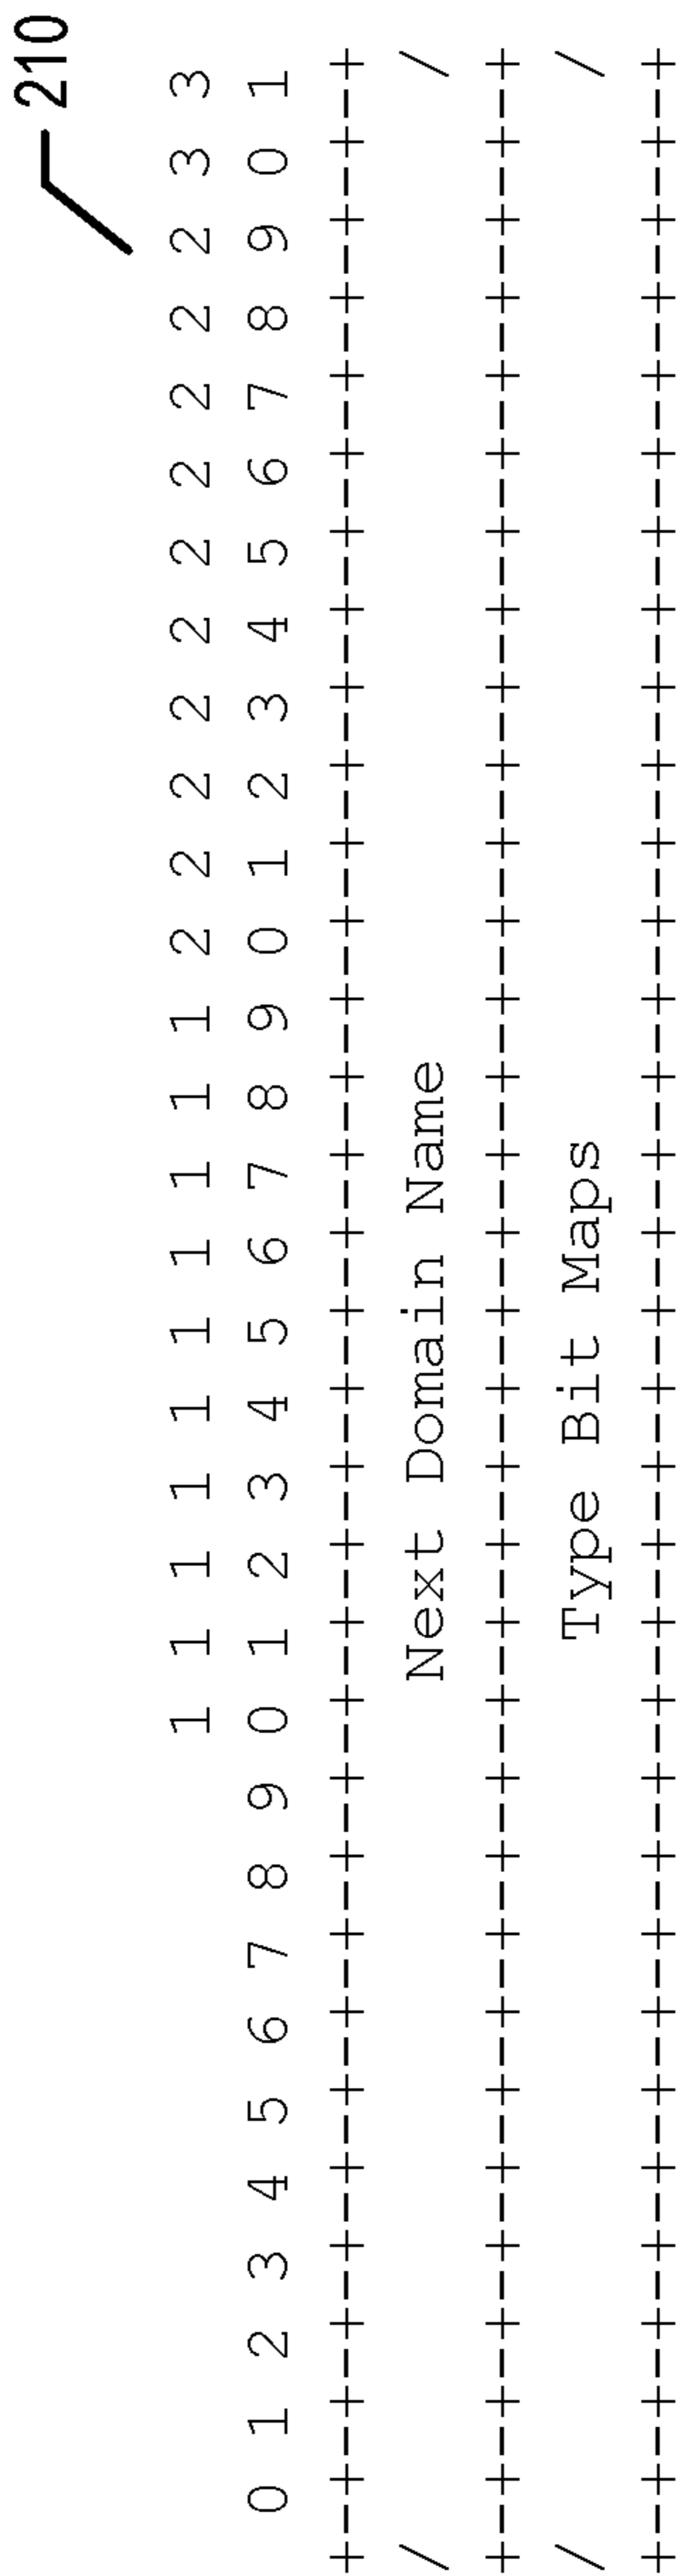 210
                     1 1 1 1 1 1 1 1 1 1 2 2 2 2 2 2 2 2 2 2 3 3
 0 1 2 3 4 5 6 7 8 9 0 1 2 3 4 5 6 7 8 9 0 1 2 3 4 5 6 7 8 9 0 1
+-+-+-+-+-+-+-+-+-+-+-+-+-+-+-+-+-+-+-+-+-+-+-+-+-+-+-+-+-+-+-+-+
/                      Next Domain Name                         /
+-+-+-+-+-+-+-+-+-+-+-+-+-+-+-+-+-+-+-+-+-+-+-+-+-+-+-+-+-+-+-+-+
/                       Type Bit Maps                           /
+-+-+-+-+-+-+-+-+-+-+-+-+-+-+-+-+-+-+-+-+-+-+-+-+-+-+-+-+-+-+-+-+